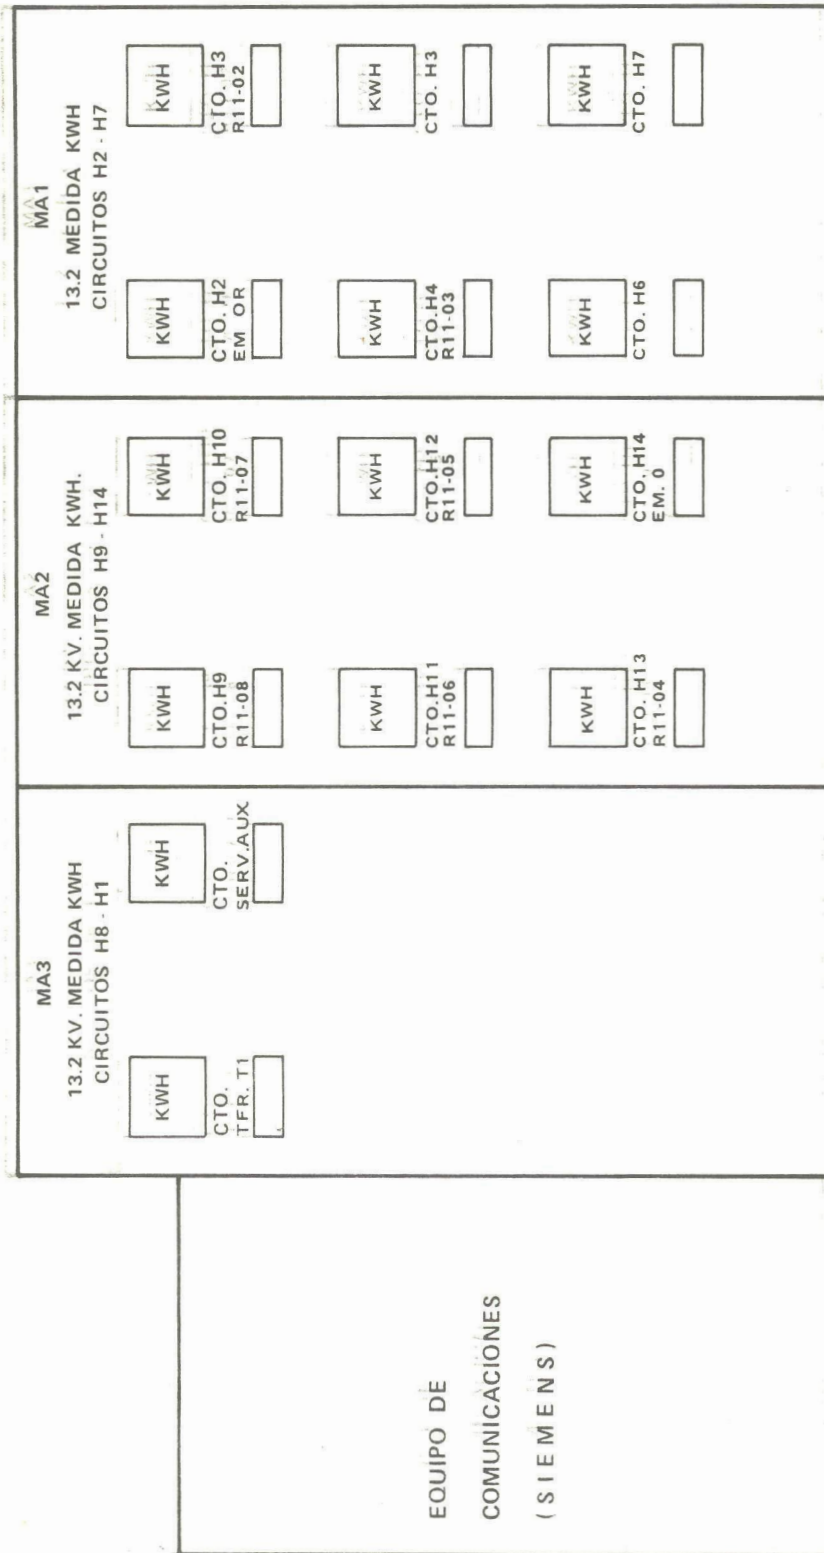 EQUIPO DE
COMUNICACIONES
( S I E M E N S )
MA3
13.2 KV. MEDIDA KWH
CIRCUITOS H8 - H1
KWH
CTO.
TFR. T1
KWH
CTO.
SERV.AUX.
MA2
13.2 KV. MEDIDA KWH.
CIRCUITOS H9 - H14
KWH
CTO.H9
R11-08
KWH
CTO. H10
R11-07
KWH
CTO.H11
R11-06
KWH
CTO.H12
R11-05
KWH
CTO. H13
R11-04
KWH
CTO. H14
EM. 0
MA1
13.2 MEDIDA KWH
CIRCUITOS H2 - H7
KWH
CTO. H2
EM OR
KWH
CTO. H3
R11-02
KWH
CTO.H4
R11-03
KWH
CTO. H3
KWH
CTO. H6
KWH
CTO. H7